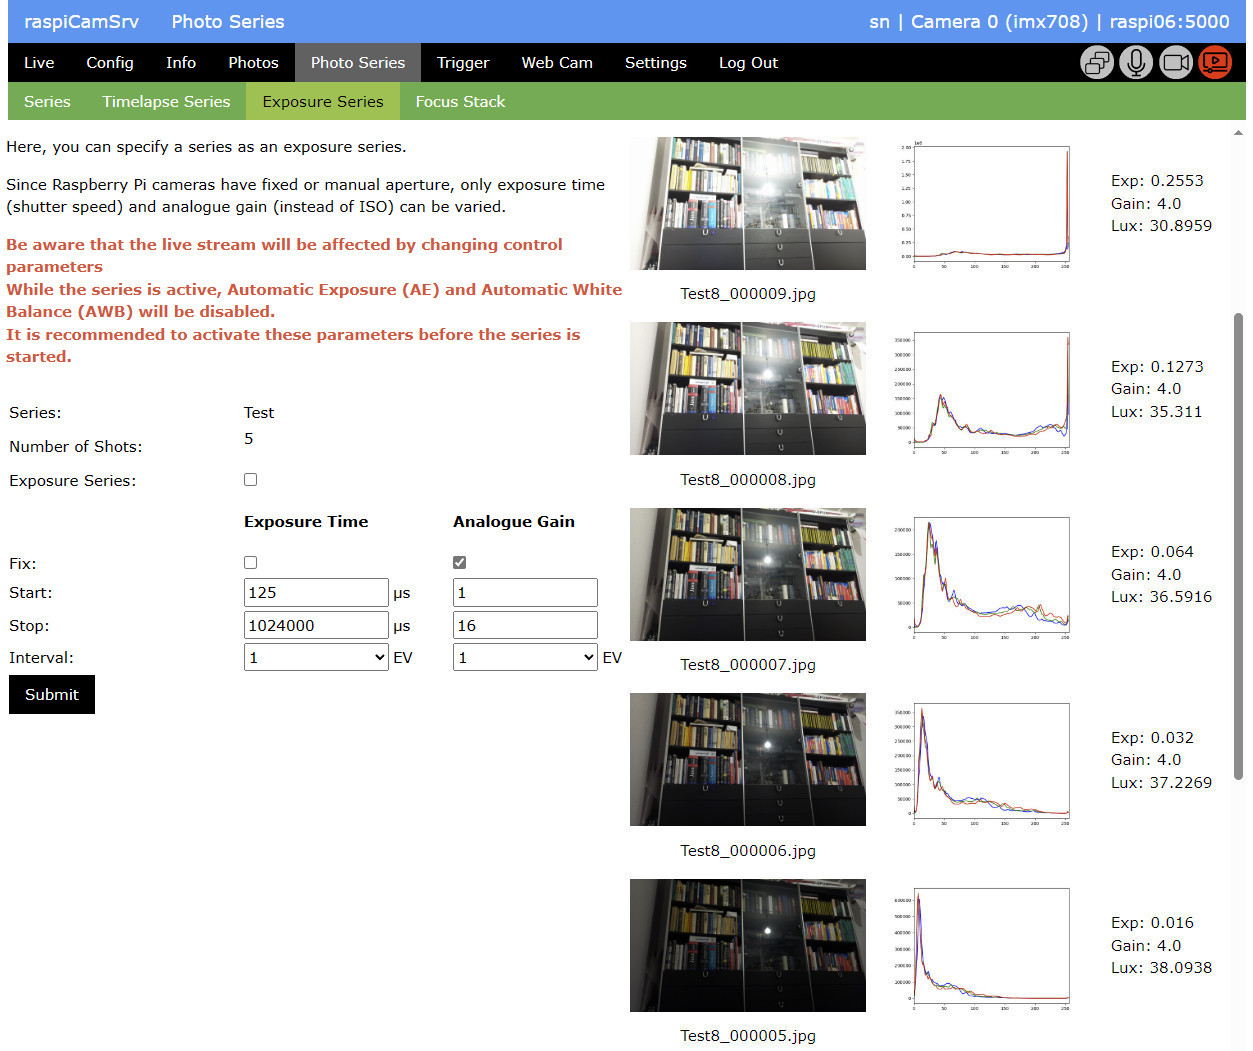 raspiCamSrv Photo Series sn | Camera 0 (imx708) | raspi06:5000
Live Config Info Photos Photo Series Trigger Web Cam Settings Log Out
Series Timelapse Series Exposure Series Focus Stack
Here, you can specify a series as an exposure series.
Since Raspberry Pi cameras have fixed or manual aperture, only exposure time
(shutter speed) and analogue gain (instead of ISO) can be varied.
Be aware that the live stream will be affected by changing control
parameters
While the series is active, Automatic Exposure (AE) and Automatic White
Balance (AWB) will be disabled.
It is recommended to activate these parameters before the series is
started.
Series: Test
Number of Shots: 5
Exposure Series:
Exposure Time Analogue Gain
Fix:
Start: 125 µs 1
Stop: 1024000 µs 16
Interval: 1 EV 1 EV
Submit
Exp: 0.2553
Gain: 4.0
Lux: 30.8959
Test8_000009.jpg
Exp: 0.1273
Gain: 4.0
Lux: 35.311
Test8_000008.jpg
Exp: 0.064
Gain: 4.0
Lux: 36.5916
Test8_000007.jpg
Exp: 0.032
Gain: 4.0
Lux: 37.2269
Test8_000006.jpg
Exp: 0.016
Gain: 4.0
Lux: 38.0938
Test8_000005.jpg